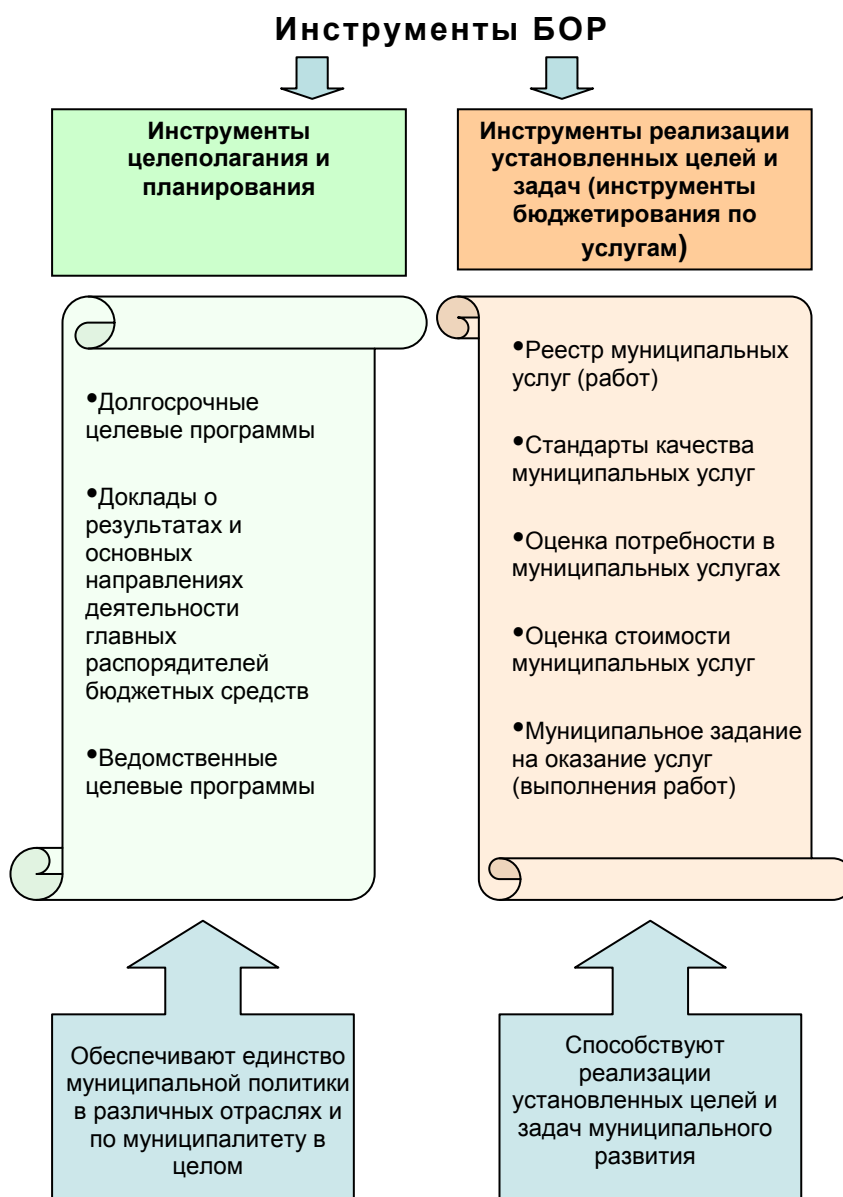 Инструменты БОР
Инструменты
целеполагания и
планирования
Инструменты реализации
установленных целей и
задач (инструменты
бюджетирования по
услугам)
•Долгосрочные
целевые программы
•Доклады о
результатах и
основных
направлениях
деятельности
главных
распорядителей
бюджетных средств
•Ведомственные
целевые программы
•Реестр муниципальных
услуг (работ)
•Стандарты качества
муниципальных услуг
•Оценка потребности в
муниципальных услугах
•Оценка стоимости
муниципальных услуг
•Муниципальное задание
на оказание услуг
(выполнения работ)
Обеспечивают единство
муниципальной политики
в различных отраслях и
по муниципалитету в
целом
Способствуют
реализации
установленных целей и
задач муниципального
развития